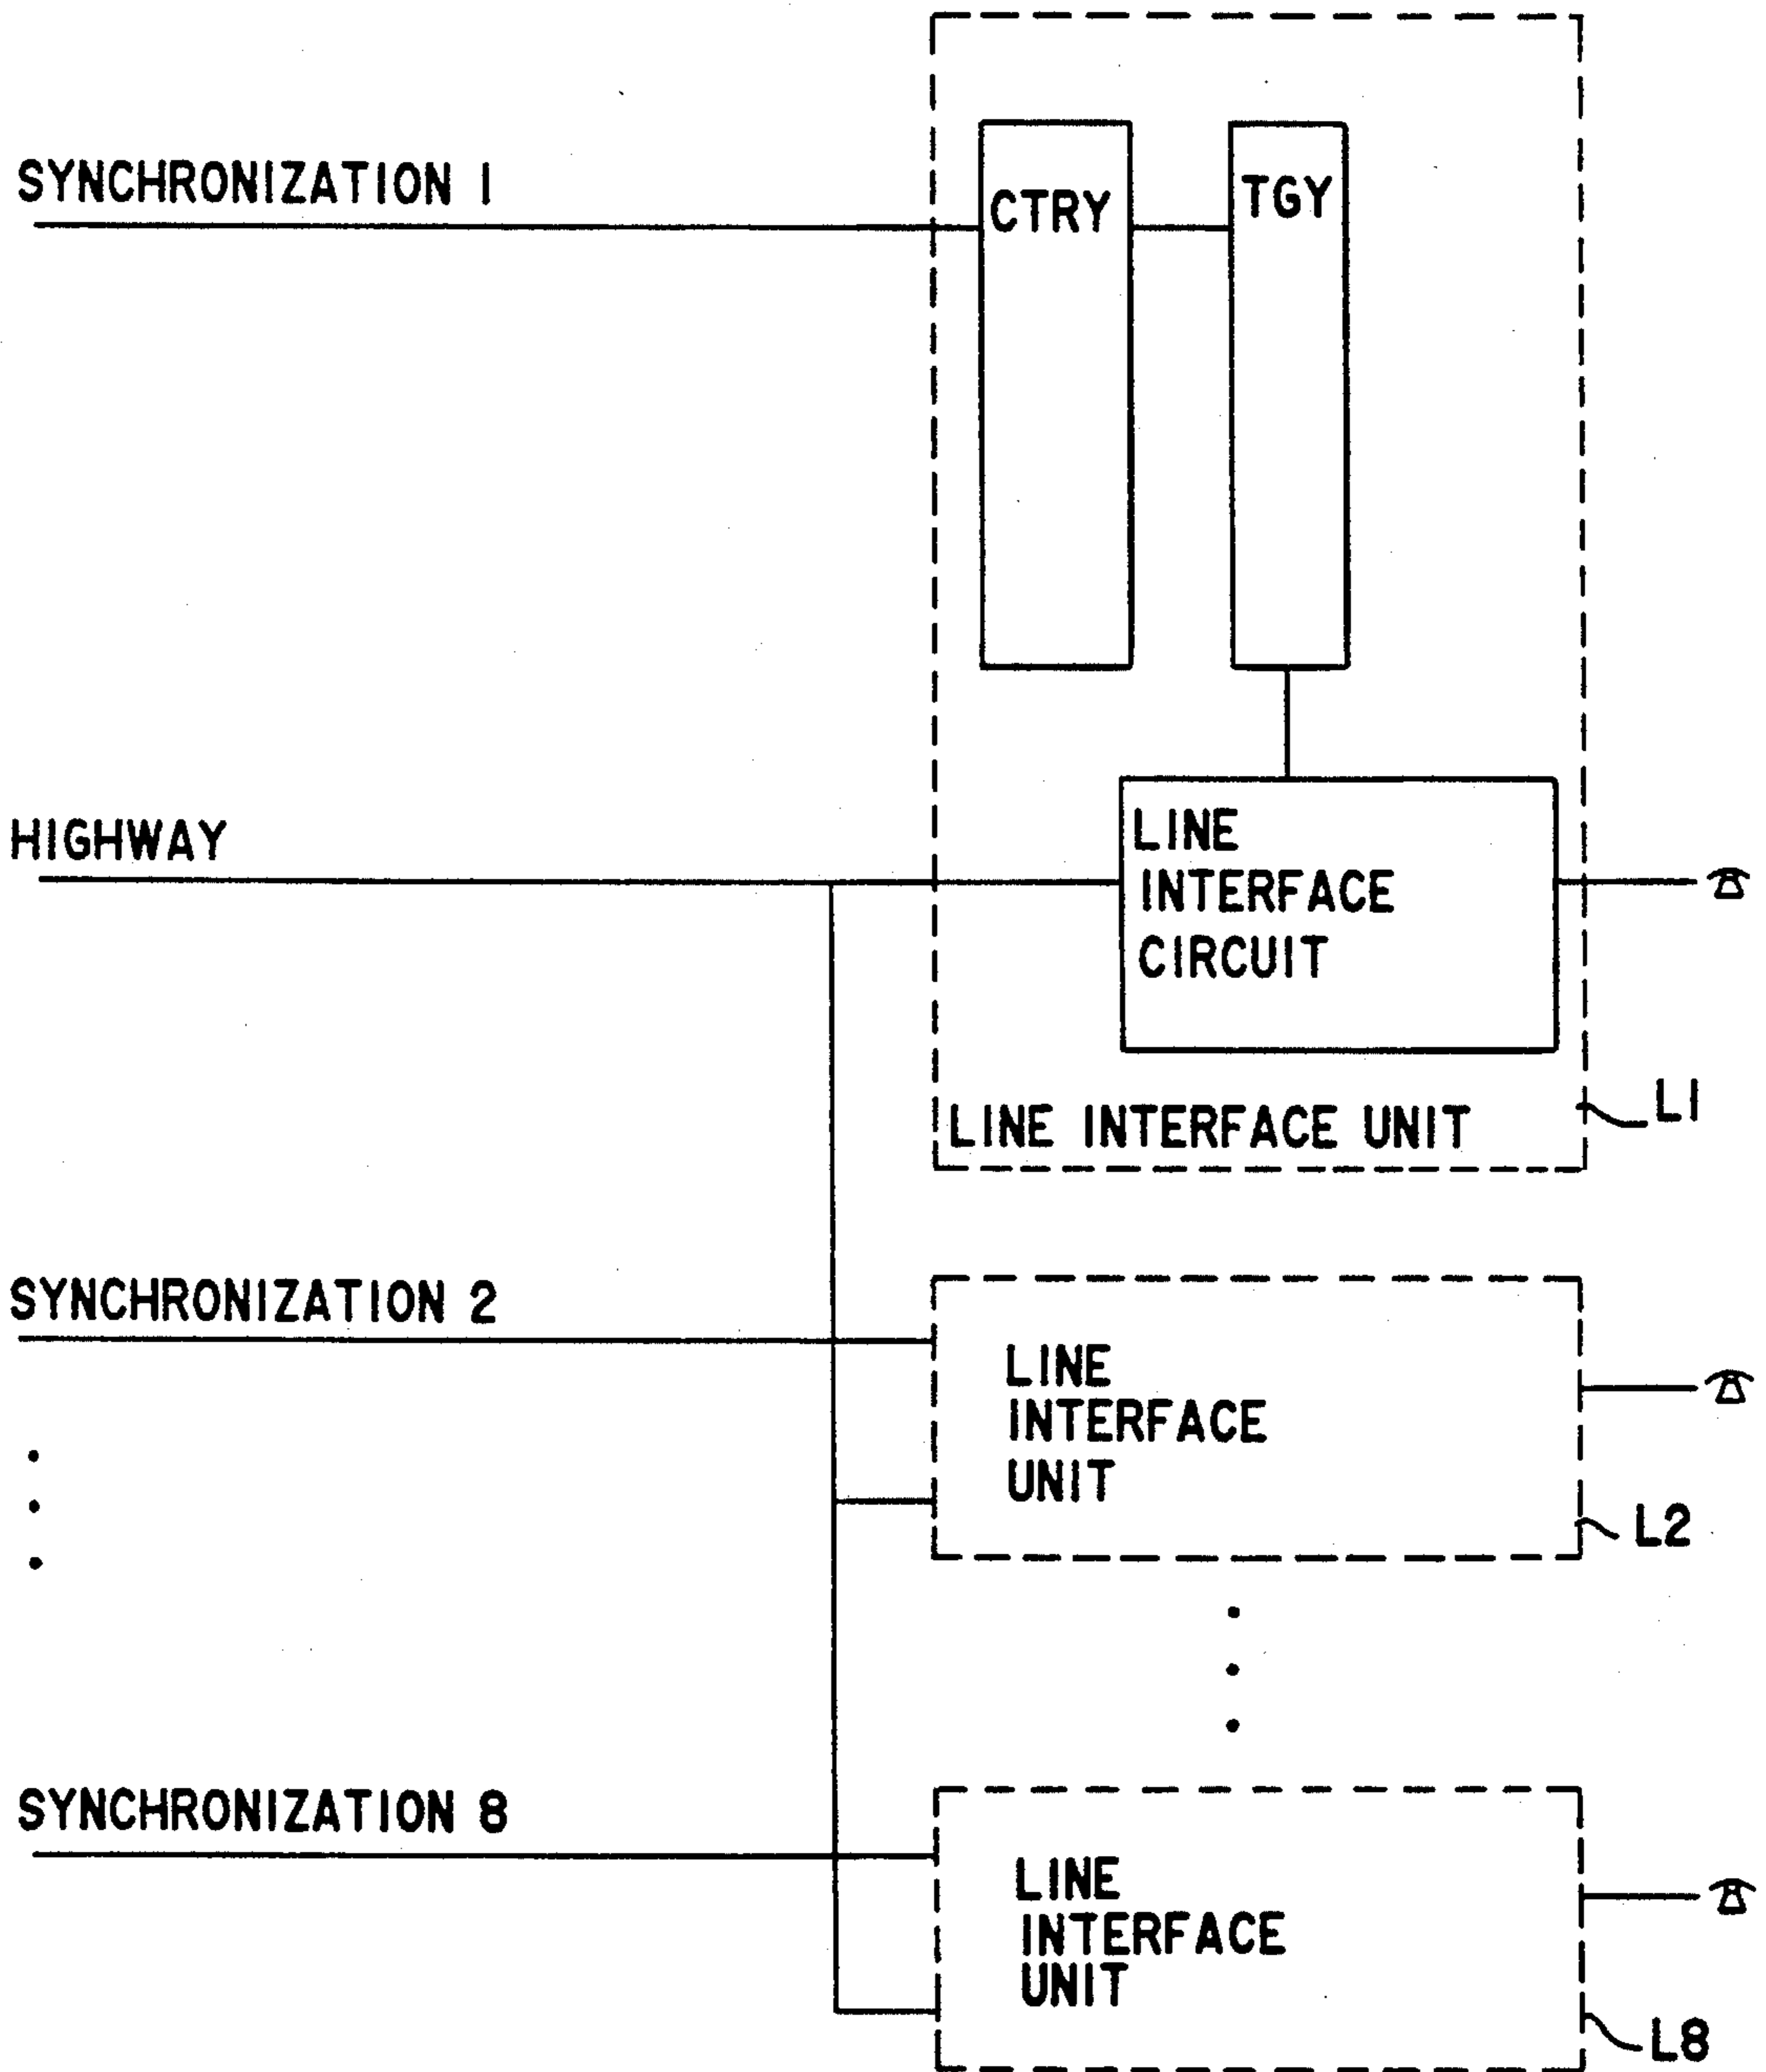 SYNCHRONIZATION 1
CTRY
TGY
HIGHWAY
LINE
INTERFACE
CIRCUIT
LINE INTERFACE UNIT
L1
SYNCHRONIZATION 2
LINE
INTERFACE
UNIT
L2
SYNCHRONIZATION 8
LINE
INTERFACE
UNIT
L8